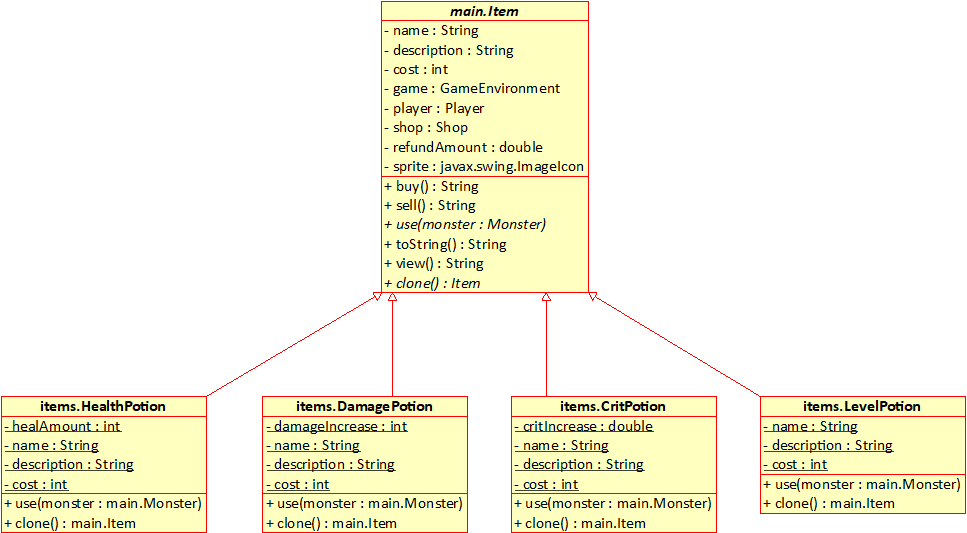 main.Item
- name : String
- description : String
- cost : int
- game : GameEnvironment
- player : Player
- shop : Shop
- refundAmount : double
- sprite : javax.swing.ImageIcon
+ buy() : String
+ sell() : String
+ use(monster : Monster)
+ toString() : String
+ view() : String
+ clone() : Item
items.HealthPotion
- healAmount : int
- name : String
- description : String
- cost : int
+ use(monster : main.Monster)
+ clone() : main.Item
items.DamagePotion
- damageIncrease : int
- name : String
- description : String
- cost : int
+ use(monster : main.Monster)
+ clone() : main.Item
items.CritPotion
- critIncrease : double
- name : String
- description : String
- cost : int
+ use(monster : main.Monster)
+ clone() : main.Item
items.LevelPotion
- name : String
- description : String
- cost : int
+ use(monster : main.Monster)
+ clone() : main.Item